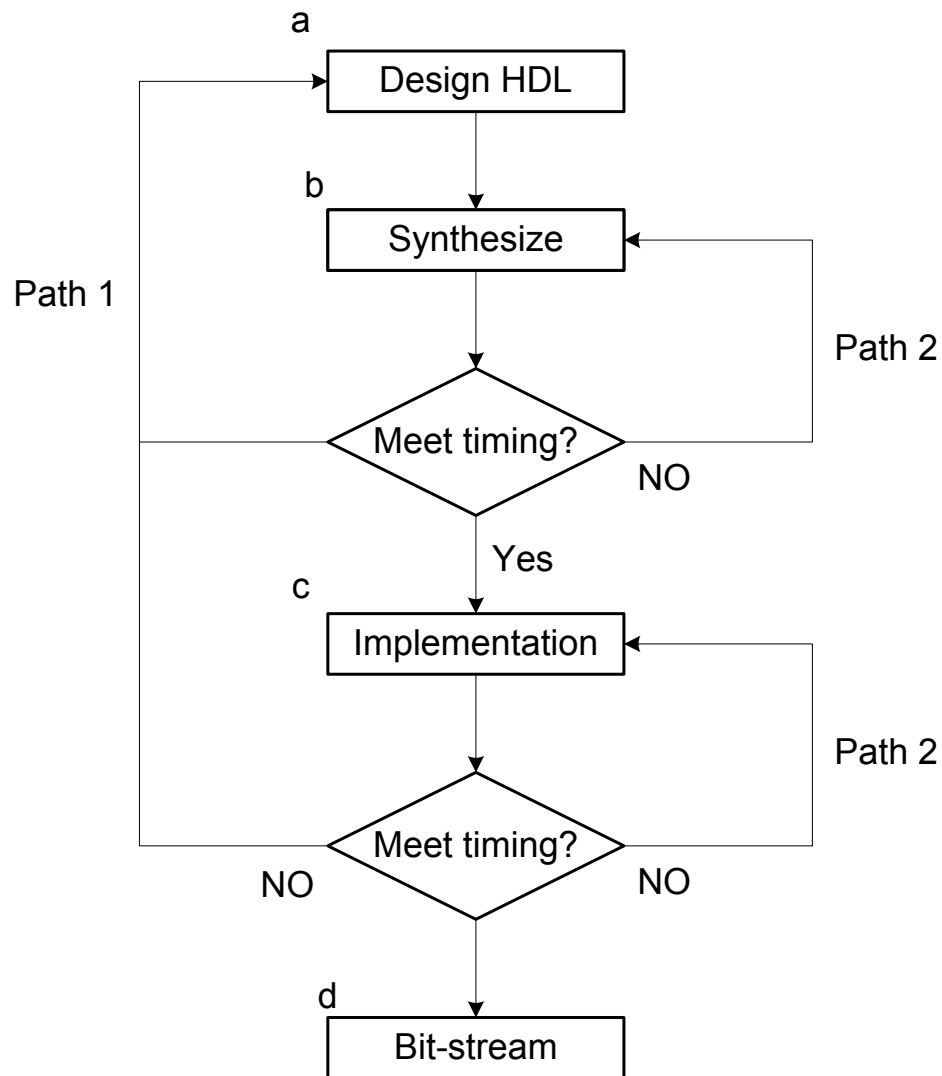 a
Design HDL
b
Synthesize
Path 1
Path 2
Meet timing?
NO
Yes
c
Implementation
Path 2
Meet timing?
NO
NO
d
Bit-stream